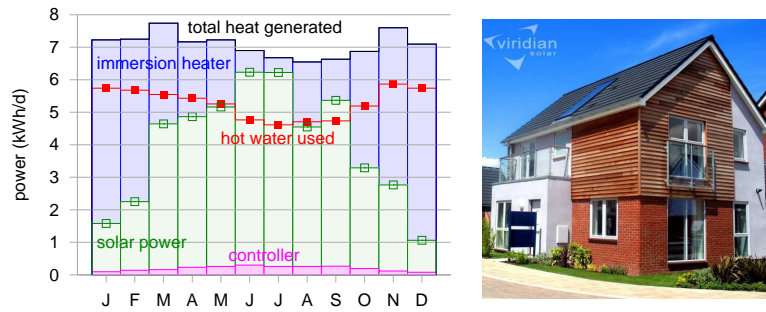 8
7
6
5
4
3
2
1
0
power (kWh/d)
total heat generated
immersion heater
hot water used
solar power
controller
J F M A M J J A S O N D
viridian
solar